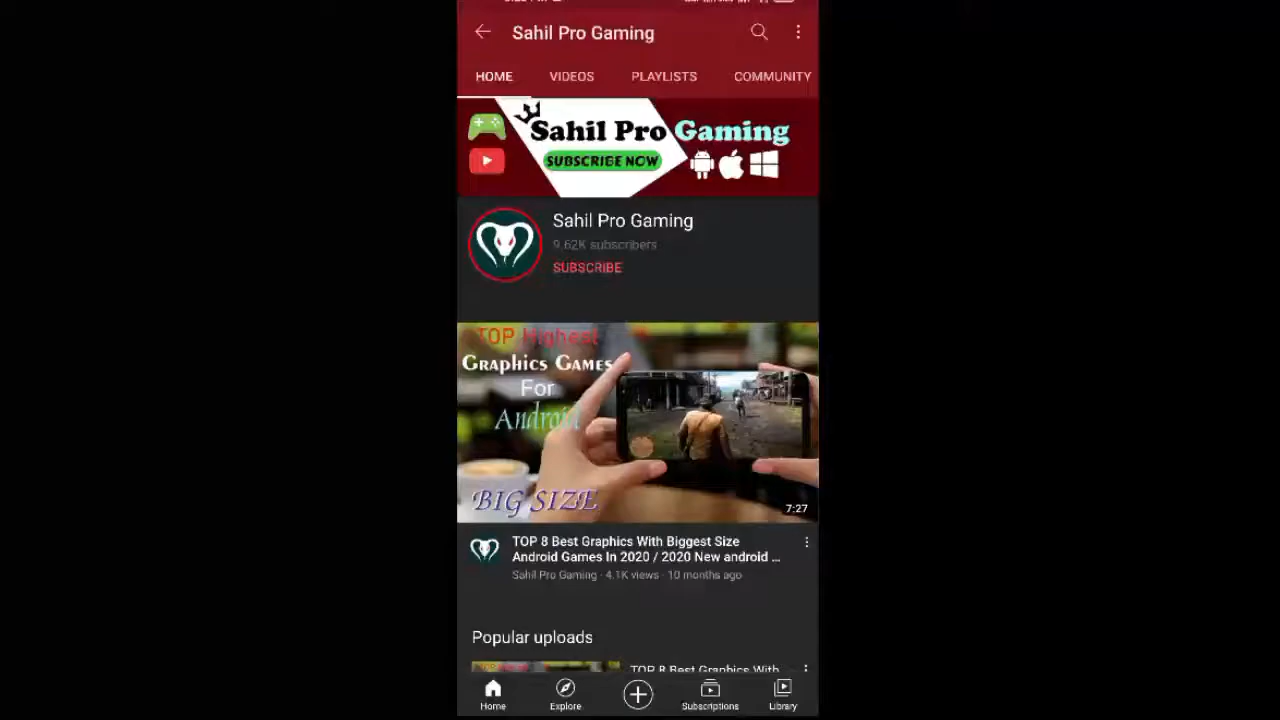 Sahil Pro Gaming
HOME VIDEOS PLAYLISTS COMMUNITY
Sahil Pro Gaming
SUBSCRIBE NOW
Sahil Pro Gaming
9.62K subscribers
SUBSCRIBE
TOP Highest
GRAPHICS GAMES
For
Android
BIG SIZE
7:27
TOP 8 Best Graphics With Biggest Size
Android Games In 2020 / 2020 New android ...
Sahil Pro Gaming · 4.1K views · 10 months ago
Popular uploads
TOP 8 Best Graphics With
Home Explore Subscriptions Library